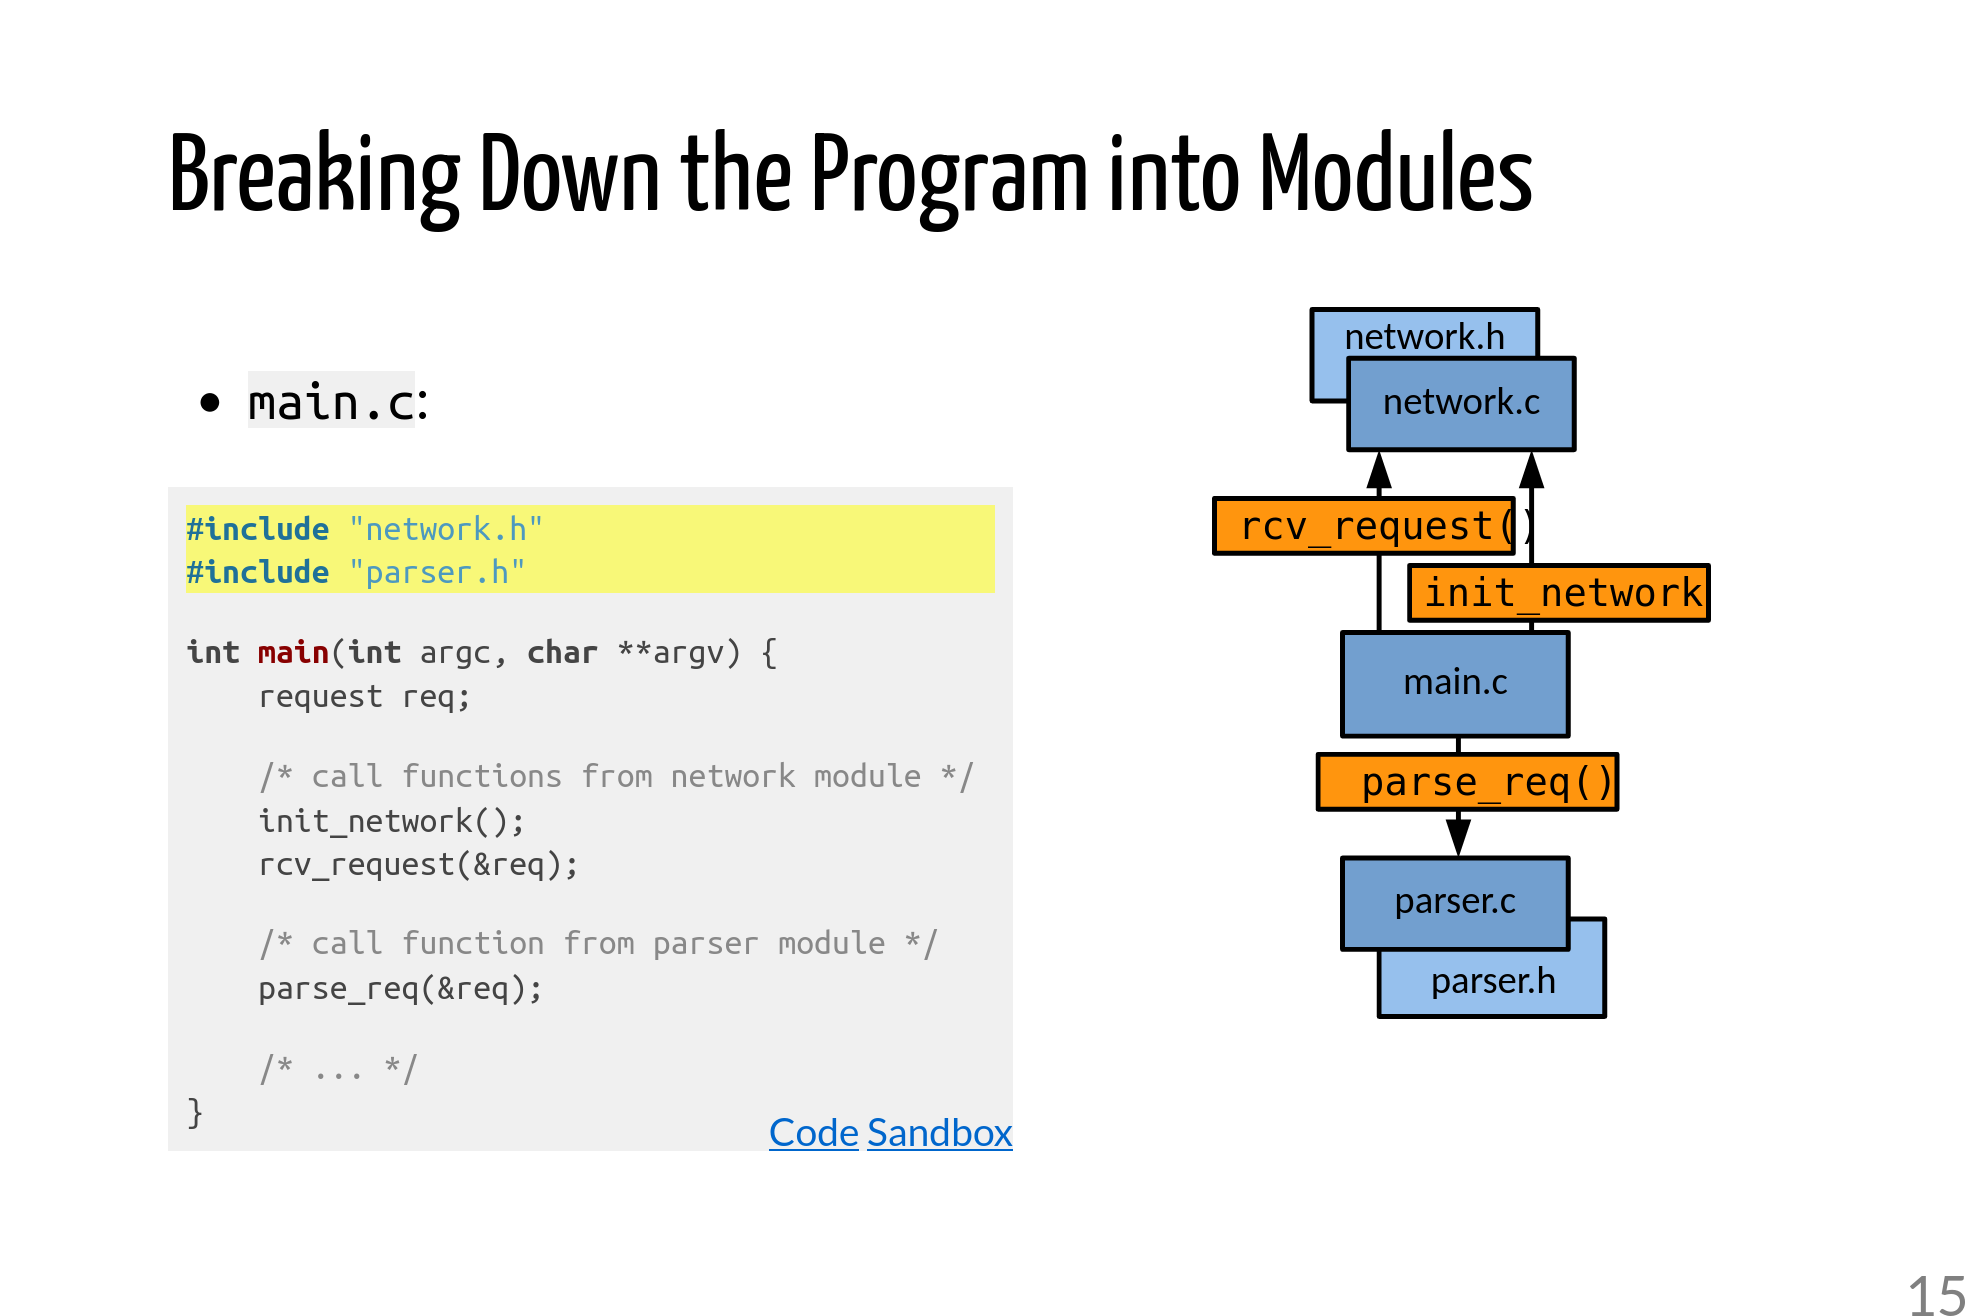 Breaking Down the Program into Modules
• main.c:
#include "network.h"
#include "parser.h"
int main(int argc, char **argv) {
    request req;
    /* call functions from network module */
    init_network();
    rcv_request(&req);
    /* call function from parser module */
    parse_req(&req);
    /* ... */
}
Code Sandbox
network.h
network.c
rcv_request()
init_network
main.c
parse_req()
parser.c
parser.h
15